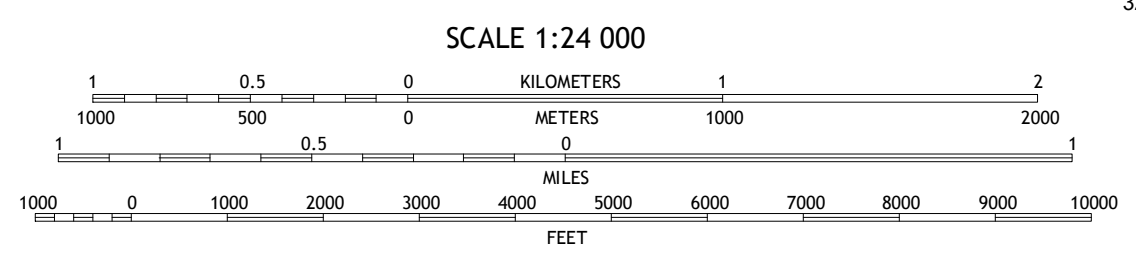 32
SCALE 1:24 000
1 0.5 0 KILOMETERS 1 2
1000 500 0 METERS 1000 2000
1 0.5 0 1
MILES
1000 0 1000 2000 3000 4000 5000 6000 7000 8000 9000 10000
FEET